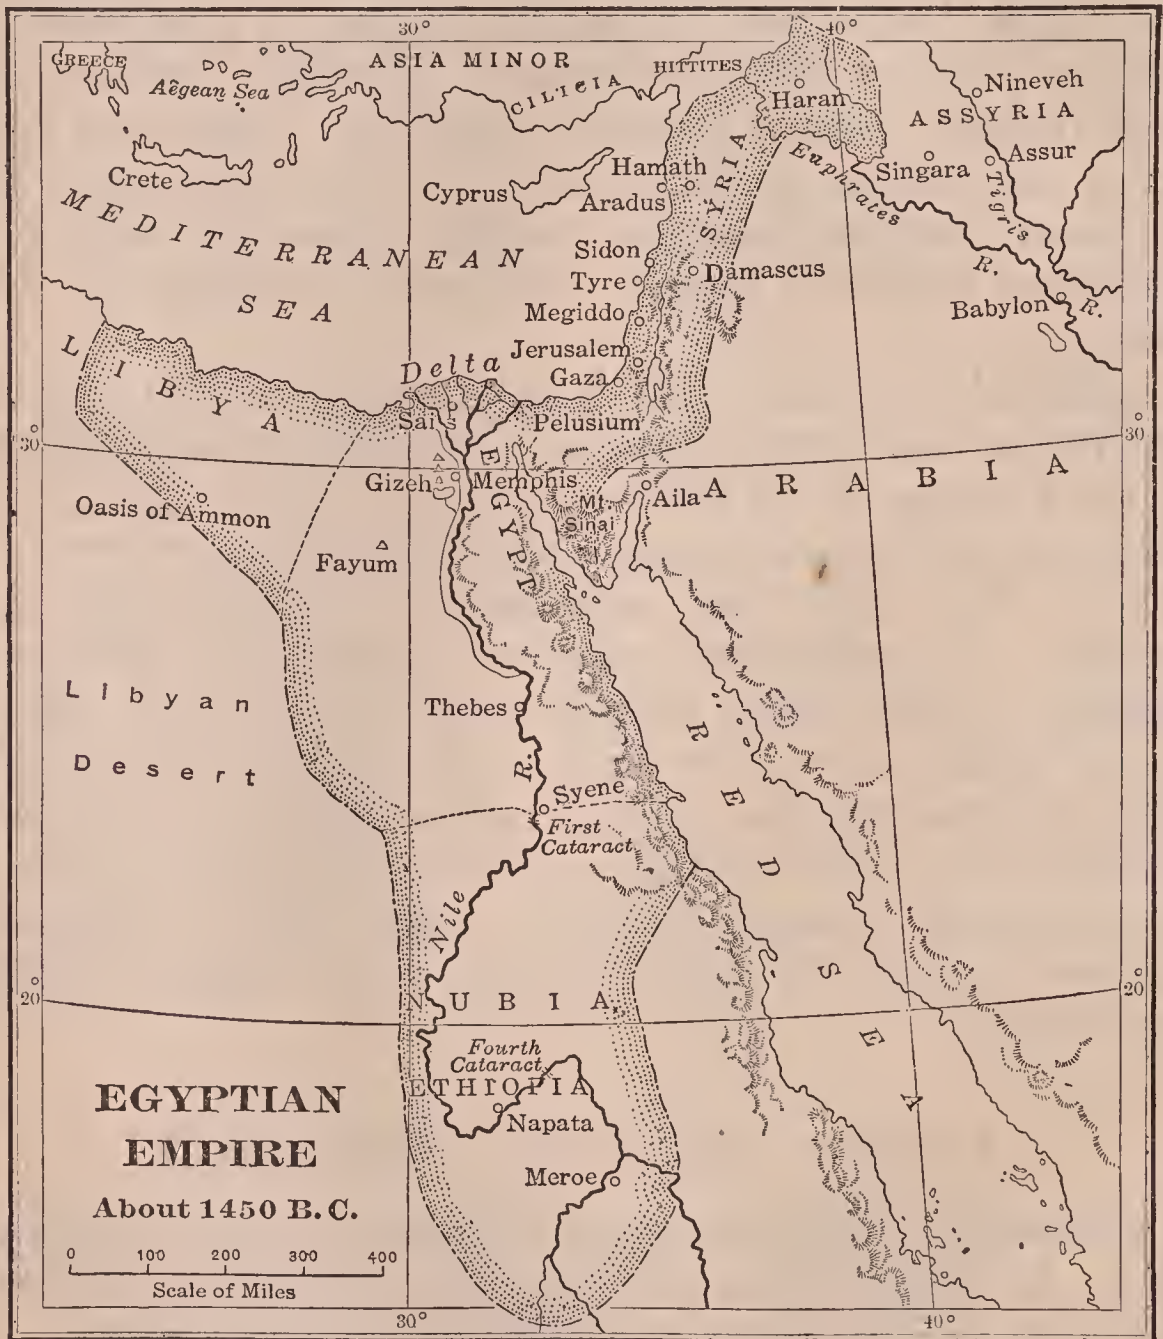 30°
40°
GREECE
Aëgean Sea
ASIA MINOR
CILICIA
HITTITES
Haran
Nineveh
ASSYRIA
Singara
Assur
Tigris
R.
Euphrates
R.
Babylon
Crete
Cyprus
Hamath
Aradus
SYRIA
MEDITERRANEAN
SEA
Sidon
Tyre
Damascus
Megiddo
Jerusalem
Gaza
LIBYA
Delta
Sais
Pelusium
30°
30°
Gizeh
Memphis
EGYPT
Mt.
Sinai
Aila
ARABIA
Oasis of Ammon
Fayum
Libyan
Desert
Thebes
Nile
R.
Syene
First
Cataract
RED SEA
20°
20°
NUBIA
Fourth
Cataract
ETHIOPIA
Napata
Meroe
EGYPTIAN
EMPIRE
About 1450 B.C.
0 100 200 300 400
Scale of Miles
30°
40°